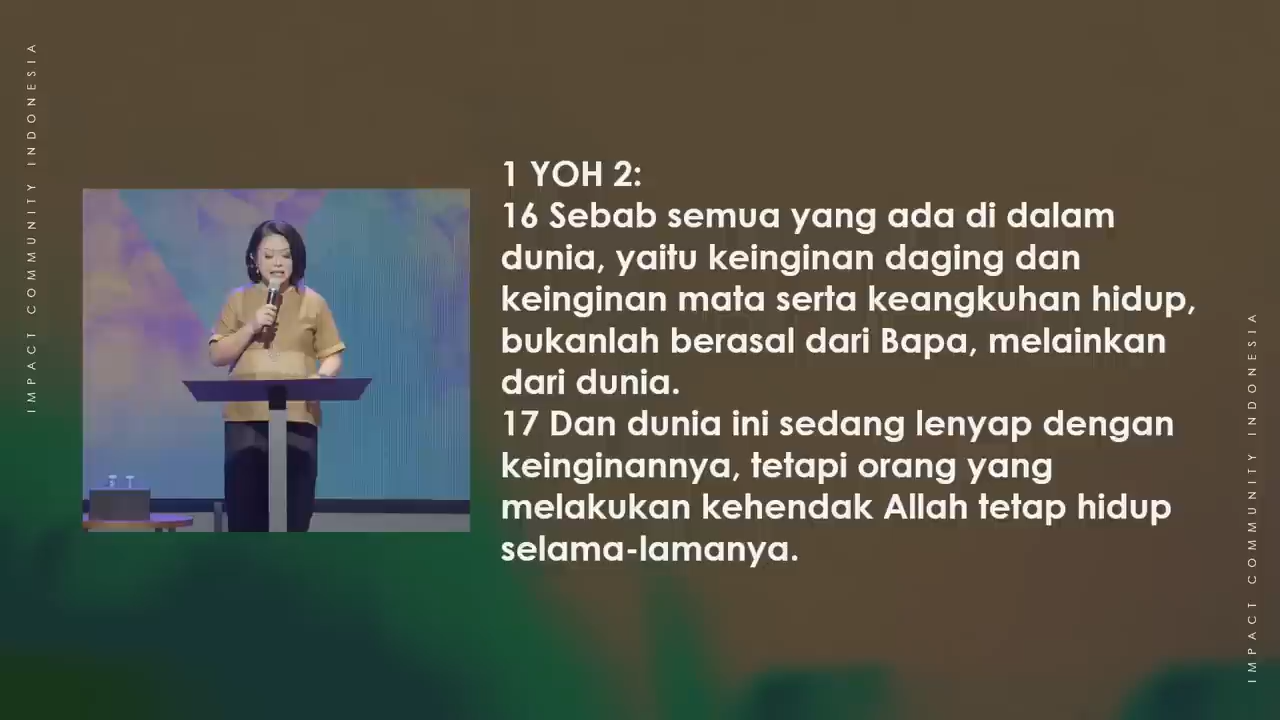 IMPACT COMMUNITY INDONESIA
1 YOH 2:
16 Sebab semua yang ada di dalam
dunia, yaitu keinginan daging dan
keinginan mata serta keangkuhan hidup,
bukanlah berasal dari Bapa, melainkan
dari dunia.
17 Dan dunia ini sedang lenyap dengan
keinginannya, tetapi orang yang
melakukan kehendak Allah tetap hidup
selama-lamanya.
IMPACT COMMUNITY INDONESIA